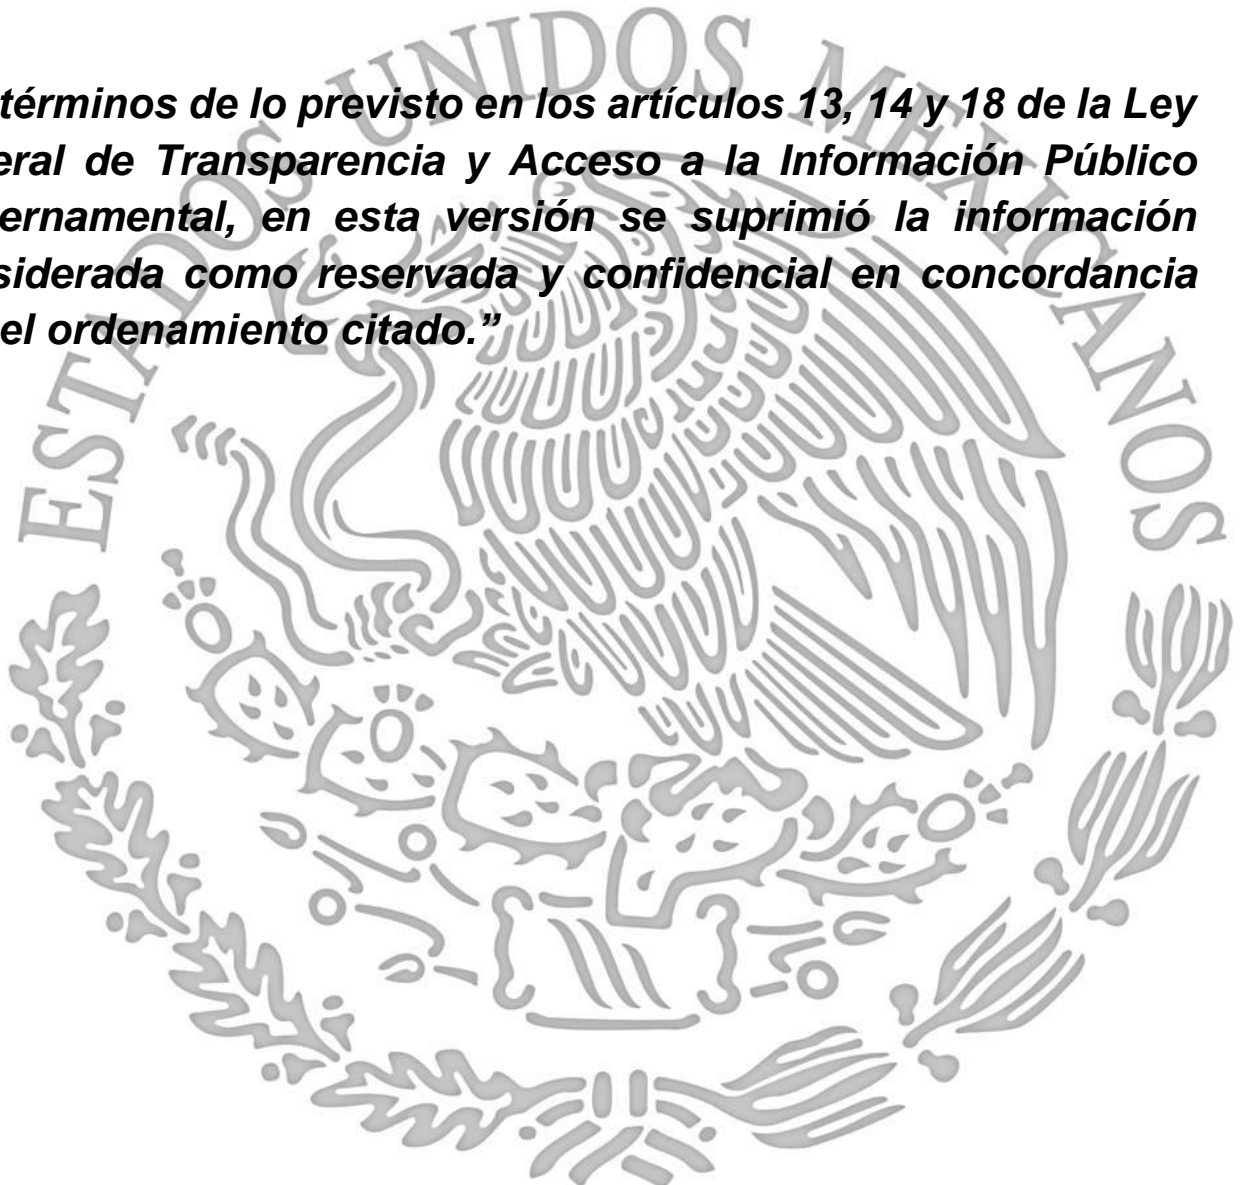 ESTADOS UNIDOS MEXICANOS
términos de lo previsto en los artículos 13, 14 y 18 de la Ley
eral de Transparencia y Acceso a la Información Público
ernamental, en esta versión se suprimió la información
siderada como reservada y confidencial en concordancia
el ordenamiento citado.”